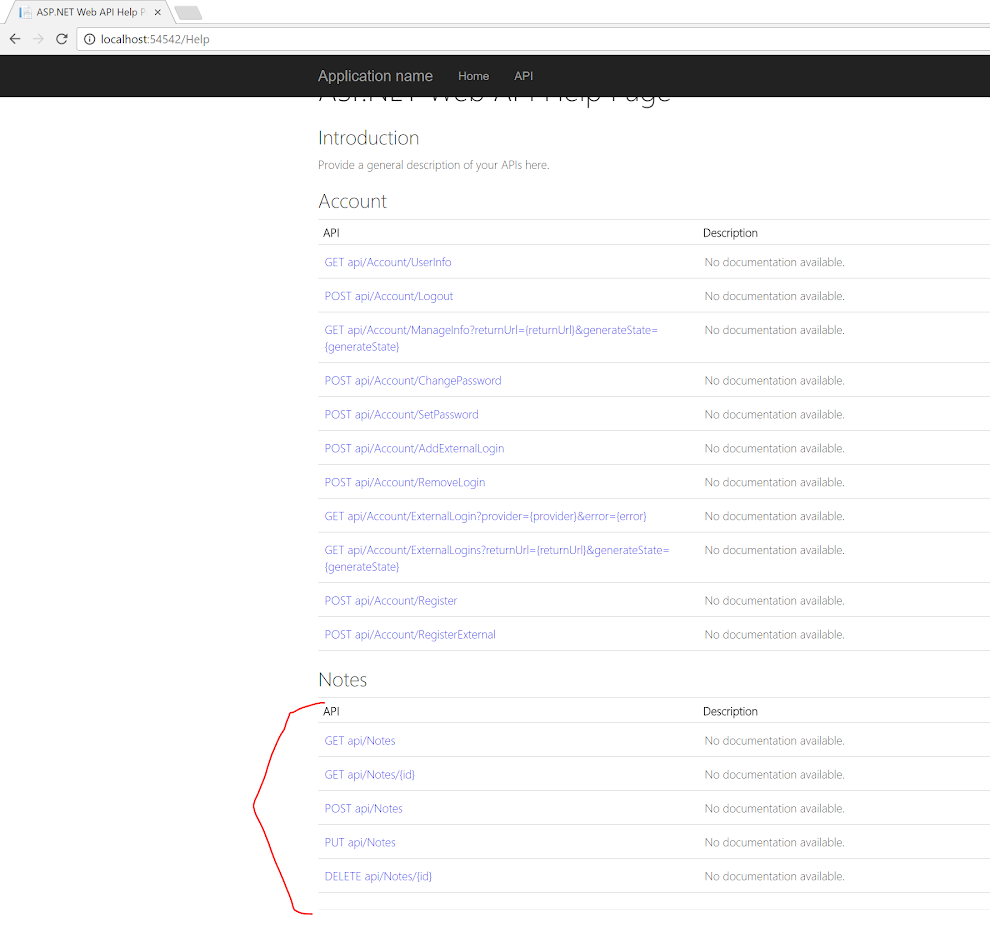 ASP.NET Web API Help P
localhost:54542/Help
Application name Home API
ASP.NET Web API Help Page
Introduction
Provide a general description of your APIs here.
Account
API Description
GET api/Account/UserInfo No documentation available.
POST api/Account/Logout No documentation available.
GET api/Account/ManageInfo?returnUrl={returnUrl}&generateState= No documentation available.
{generateState}
POST api/Account/ChangePassword No documentation available.
POST api/Account/SetPassword No documentation available.
POST api/Account/AddExternalLogin No documentation available.
POST api/Account/RemoveLogin No documentation available.
GET api/Account/ExternalLogin?provider={provider}&error={error} No documentation available.
GET api/Account/ExternalLogins?returnUrl={returnUrl}&generateState= No documentation available.
{generateState}
POST api/Account/Register No documentation available.
POST api/Account/RegisterExternal No documentation available.
Notes
API Description
GET api/Notes No documentation available.
GET api/Notes/{id} No documentation available.
POST api/Notes No documentation available.
PUT api/Notes No documentation available.
DELETE api/Notes/{id} No documentation available.